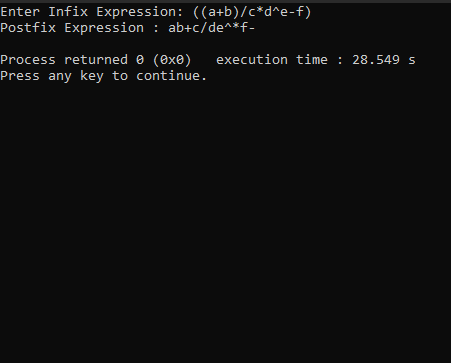 Enter Infix Expression: ((a+b)/c*d^e-f)
Postfix Expression : ab+c/de^*f-
Process returned 0 (0x0)   execution time : 28.549 s
Press any key to continue.